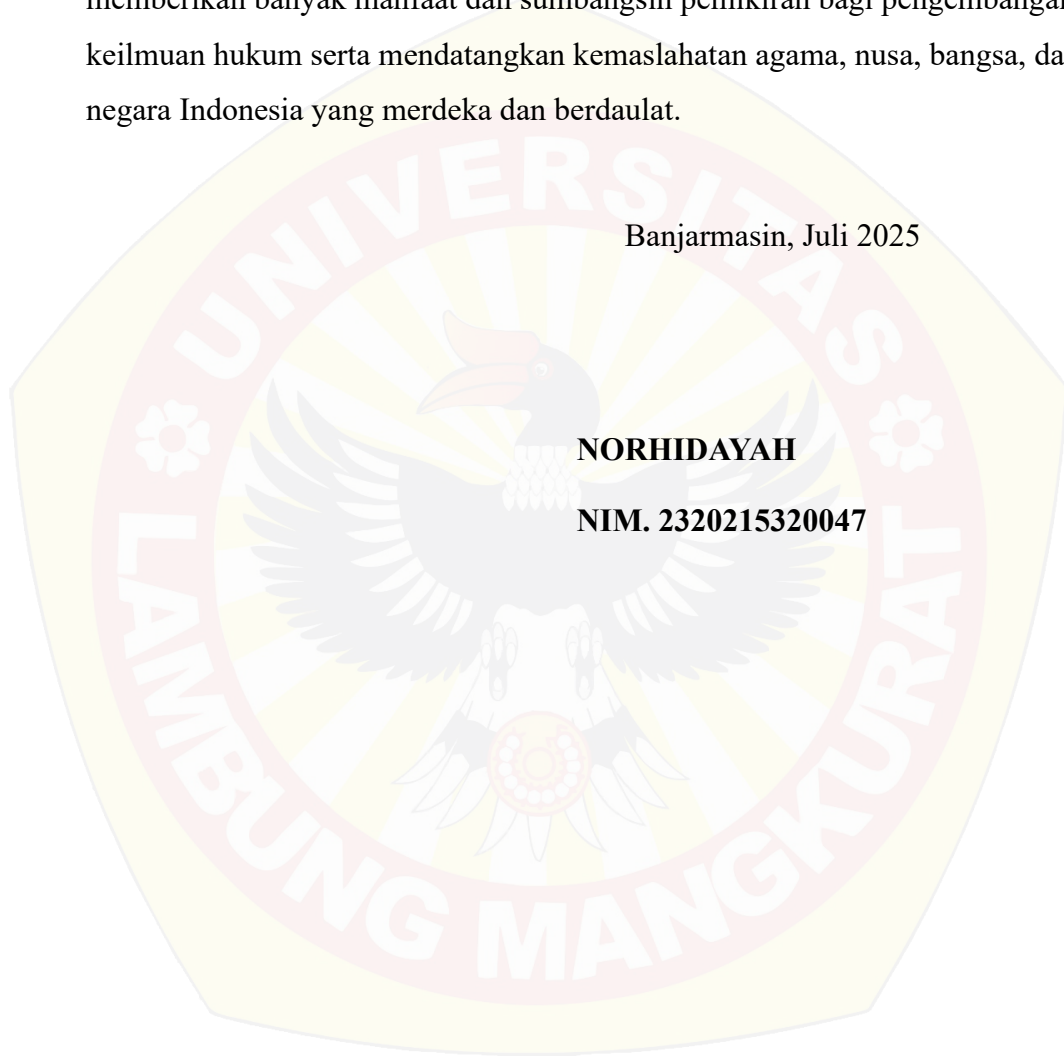 memberikan banyak manfaat dan sumbangsih pemikiran bagi pengembangan
keilmuan hukum serta mendatangkan kemaslahatan agama, nusa, bangsa,
negara Indonesia yang merdeka dan berdaulat.
Banjarmasin, Juli 2025
NORHIDAYAH
NIM. 2320215320047
UNIVERSITAS
LAMBUNG MANGKURAT